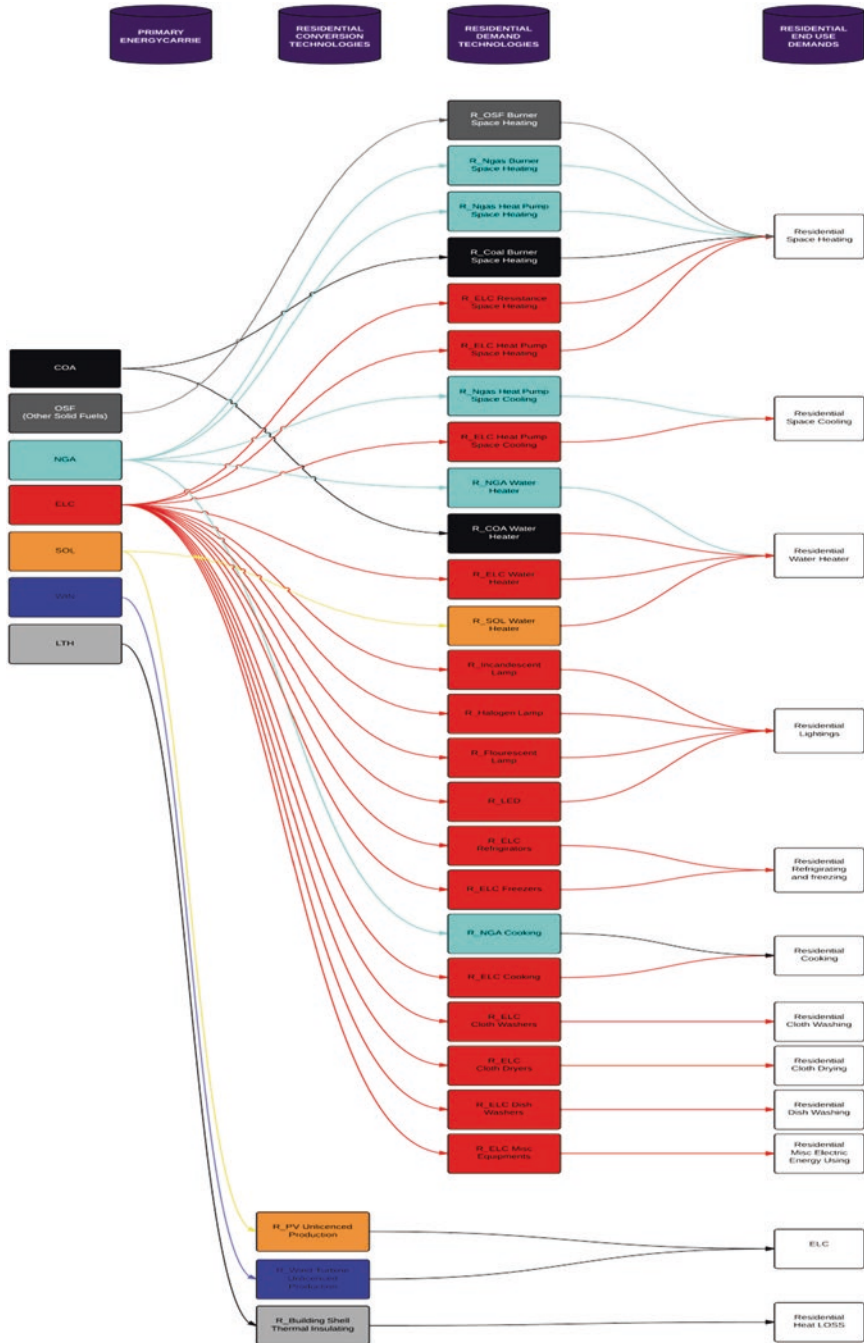 PRIMARY
ENERGYCARRIE
RESIDENTIAL
CONVERSION
TECHNOLOGIES
RESIDENTIAL
DEMAND
TECHNOLOGIES
RESIDENTIAL
END USE
DEMANDS
COA
OSF
(Other Solid Fuels)
NGA
ELC
SOL
WIN
LTH
R_OSF Burner
Space Heating
R_Ngas Burner
Space Heating
R_Ngas Heat Pump
Space Heating
R_Coal Burner
Space Heating
R_ELC Resistance
Space Heating
R_ELC Heat Pump
Space Heating
R_Ngas Heat Pump
Space Cooling
R_ELC Heat Pump
Space Cooling
R_NGA Water
Heater
R_COA Water
Heater
R_ELC Water
Heater
R_SOL Water
Heater
R_Incandescent
Lamp
R_Halogen Lamp
R_Flourescent
Lamp
R_LED
R_ELC
Refrigirators
R_ELC Freezers
R_NGA Cooking
R_ELC Cooking
R_ELC
Cloth Washers
R_ELC
Cloth Dryers
R_ELC Dish
Washers
R_ELC Misc
Equipments
R_PV Unlicenced
Production
R_Wind Turbine
Unlicenced
Production
R_Building Shell
Thermal Insulating
Residential
Space Heating
Residential
Space Cooling
Residential
Water Heater
Residential
Lightings
Residential
Refrigirating
and freezing
Residential
Cooking
Residential
Cloth Washing
Residential
Cloth Drying
Residential
Dish Washing
Residential
Misc Electric
Energy Using
ELC
Residential
Heat LOSS